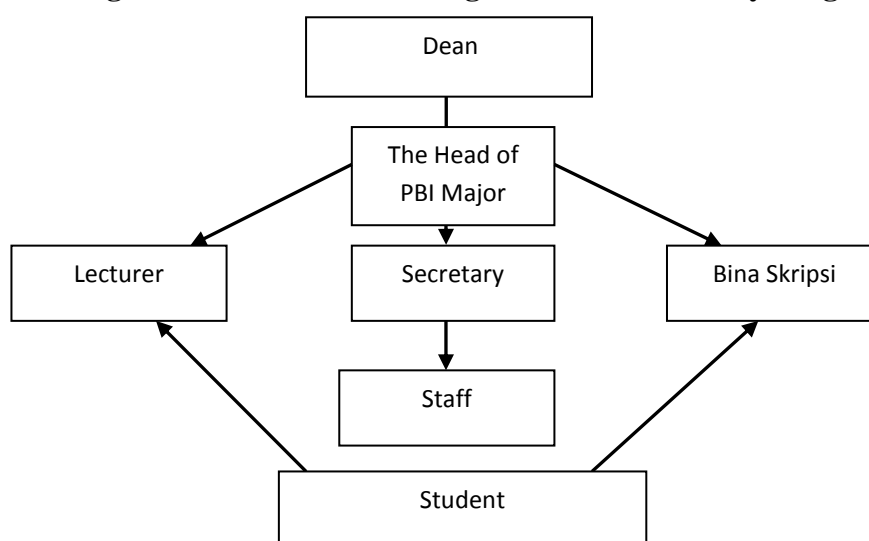 Dean
The Head of
PBI Major
Lecturer
Secretary
Bina Skripsi
Staff
Student